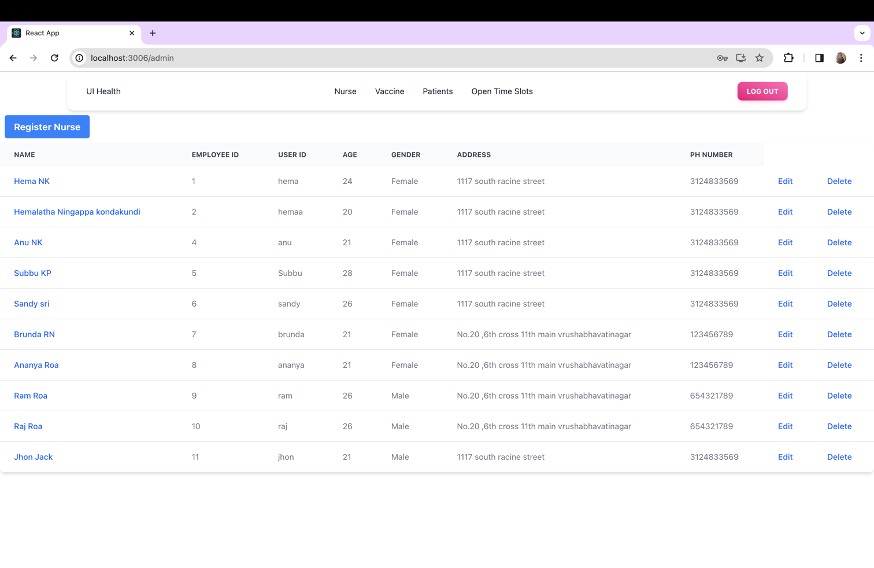 React App
localhost:3006/admin
UI Health Nurse Vaccine Patients Open Time Slots LOG OUT
Register Nurse
NAME EMPLOYEE ID USER ID AGE GENDER ADDRESS PH NUMBER
Hema NK 1 hema 24 Female 1117 south racine street 3124833569 Edit Delete
Hemalatha Ningappa kondakundi 2 hemaa 20 Female 1117 south racine street 3124833569 Edit Delete
Anu NK 4 anu 21 Female 1117 south racine street 3124833569 Edit Delete
Subbu KP 5 Subbu 28 Female 1117 south racine street 3124833569 Edit Delete
Sandy sri 6 sandy 26 Female 1117 south racine street 3124833569 Edit Delete
Brunda RN 7 brunda 21 Female No.20 ,6th cross 11th main vrushabhavatinagar 123456789 Edit Delete
Ananya Roa 8 ananya 21 Female No.20 ,6th cross 11th main vrushabhavatinagar 123456789 Edit Delete
Ram Roa 9 ram 26 Male No.20 ,6th cross 11th main vrushabhavatinagar 654321789 Edit Delete
Raj Roa 10 raj 26 Male No.20 ,6th cross 11th main vrushabhavatinagar 654321789 Edit Delete
Jhon Jack 11 jhon 21 Male 1117 south racine street 3124833569 Edit Delete